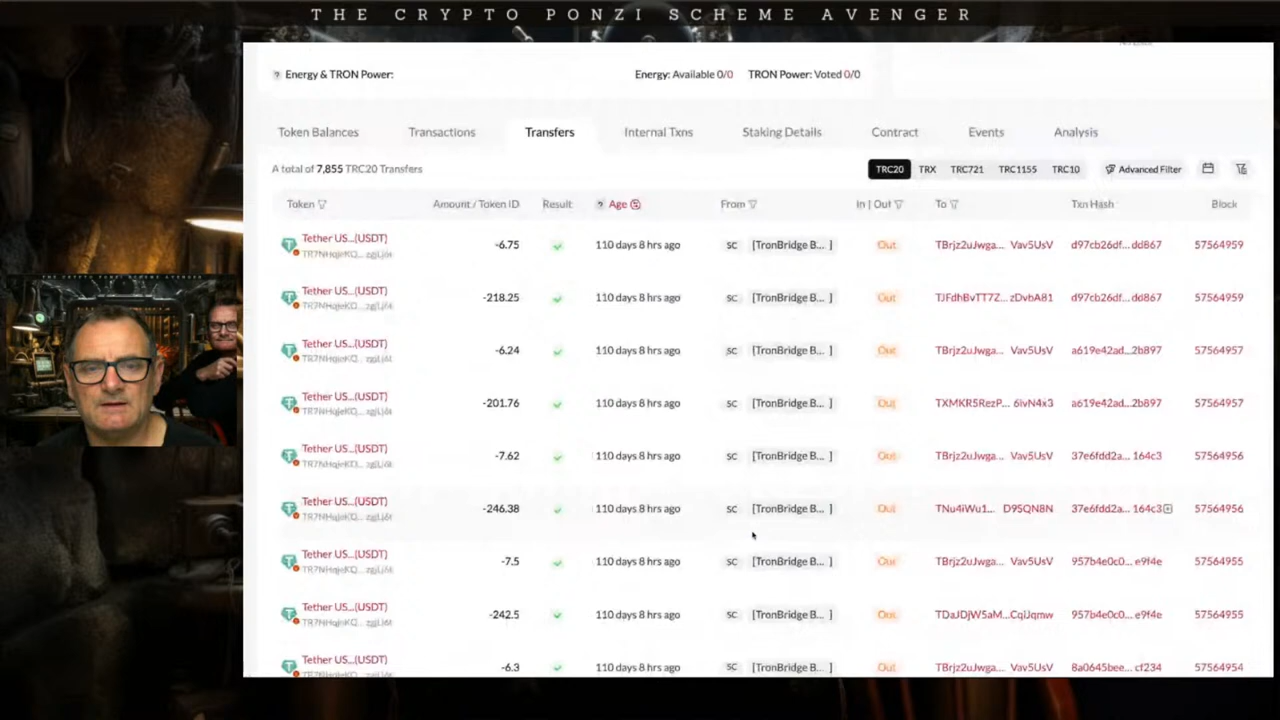 THE CRYPTO PONZI SCHEME AVENGER
? Energy & TRON Power: Energy: Available 0/0 TRON Power: Voted 0/0
Token Balances Transactions Transfers Internal Txns Staking Details Contract Events Analysis
A total of 7,855 TRC20 Transfers TRC20 TRX TRC721 TRC1155 TRC10 Advanced Filter
Token Amount / Token ID Result ? Age From In | Out To Txn Hash Block
Tether US...(USDT) -6.75 110 days 8 hrs ago SC [TronBridge B... ] Out TBrjz2uJwga... Vav5UsV d97cb26df... dd867 57564959
Tether US...(USDT) -218.25 110 days 8 hrs ago SC [TronBridge B... ] Out TJFdhBvTT7Z... zDvbA81 d97cb26df... dd867 57564959
Tether US...(USDT) -6.24 110 days 8 hrs ago SC [TronBridge B... ] Out TBrjz2uJwga... Vav5UsV a619e42ad...2b897 57564957
Tether US...(USDT) -201.76 110 days 8 hrs ago SC [TronBridge B... ] Out TXMKR5RezP... 6ivN4x3 a619e42ad...2b897 57564957
Tether US...(USDT) -7.62 110 days 8 hrs ago SC [TronBridge B... ] Out TBrjz2uJwga... Vav5UsV 37e6fdd2a... 164c3 57564956
Tether US...(USDT) -246.38 110 days 8 hrs ago SC [TronBridge B... ] Out TNu4iWu1... D9SQN8N 37e6fdd2a... 164c3 57564956
Tether US...(USDT) -7.5 110 days 8 hrs ago SC [TronBridge B... ] Out TBrjz2uJwga... Vav5UsV 957b4e0c0... e9f4e 57564955
Tether US...(USDT) -242.5 110 days 8 hrs ago SC [TronBridge B... ] Out TDaJDjW5aM...CqjJqmw 957b4e0c0... e9f4e 57564955
Tether US...(USDT) -6.3 110 days 8 hrs ago SC [TronBridge B... ] Out TBrjz2uJwga... Vav5UsV 8a0645bee... cf234 57564954